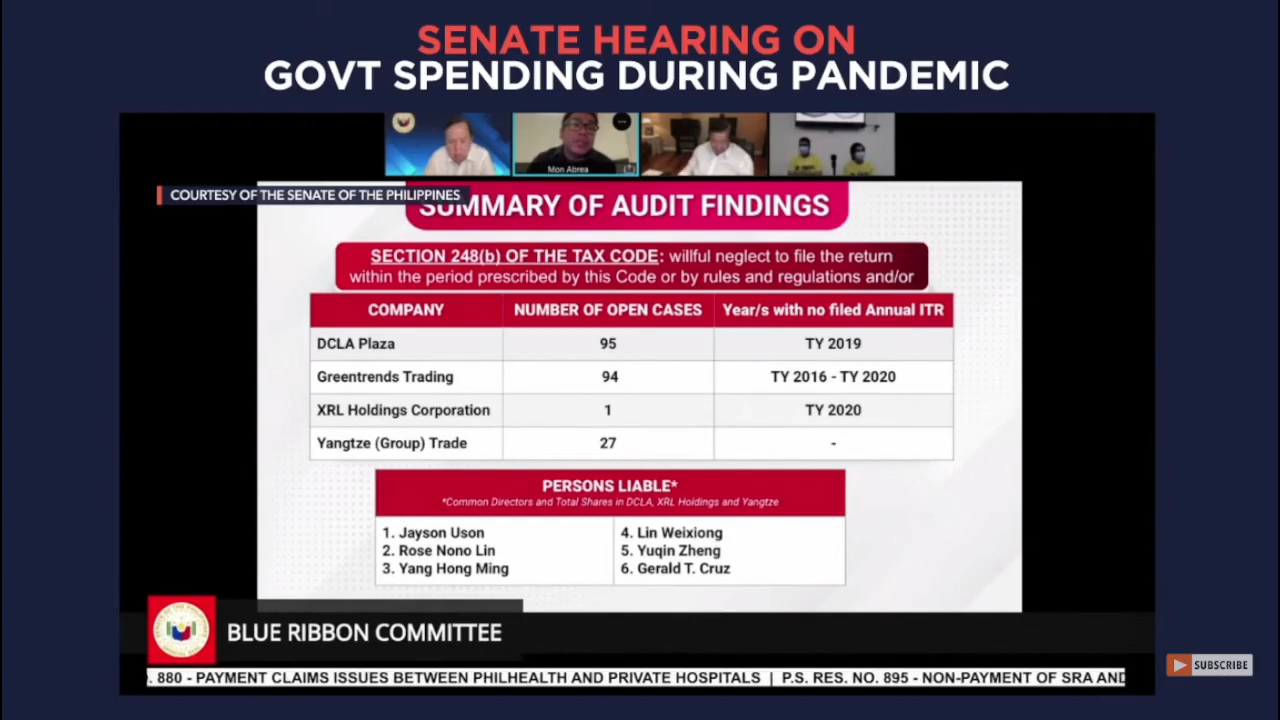 SENATE HEARING ON
GOVT SPENDING DURING PANDEMIC
Mon Abrea
COURTESY OF THE SENATE OF THE PHILIPPINES
SUMMARY OF AUDIT FINDINGS
SECTION 248(b) OF THE TAX CODE: willful neglect to file the return
within the period prescribed by this Code or by rules and regulations and/or
COMPANY NUMBER OF OPEN CASES Year/s with no filed Annual ITR
DCLA Plaza 95 TY 2019
Greentrends Trading 94 TY 2016 - TY 2020
XRL Holdings Corporation 1 TY 2020
Yangtze (Group) Trade 27 -
PERSONS LIABLE*
*Common Directors and Total Shares in DCLA, XRL Holdings and Yangtze
1. Jayson Uson 4. Lin Weixiong
2. Rose Nono Lin 5. Yuqin Zheng
3. Yang Hong Ming 6. Gerald T. Cruz
BLUE RIBBON COMMITTEE
SUBSCRIBE
. 880 - PAYMENT CLAIMS ISSUES BETWEEN PHILHEALTH AND PRIVATE HOSPITALS | P.S. RES. NO. 895 - NON-PAYMENT OF SRA AND